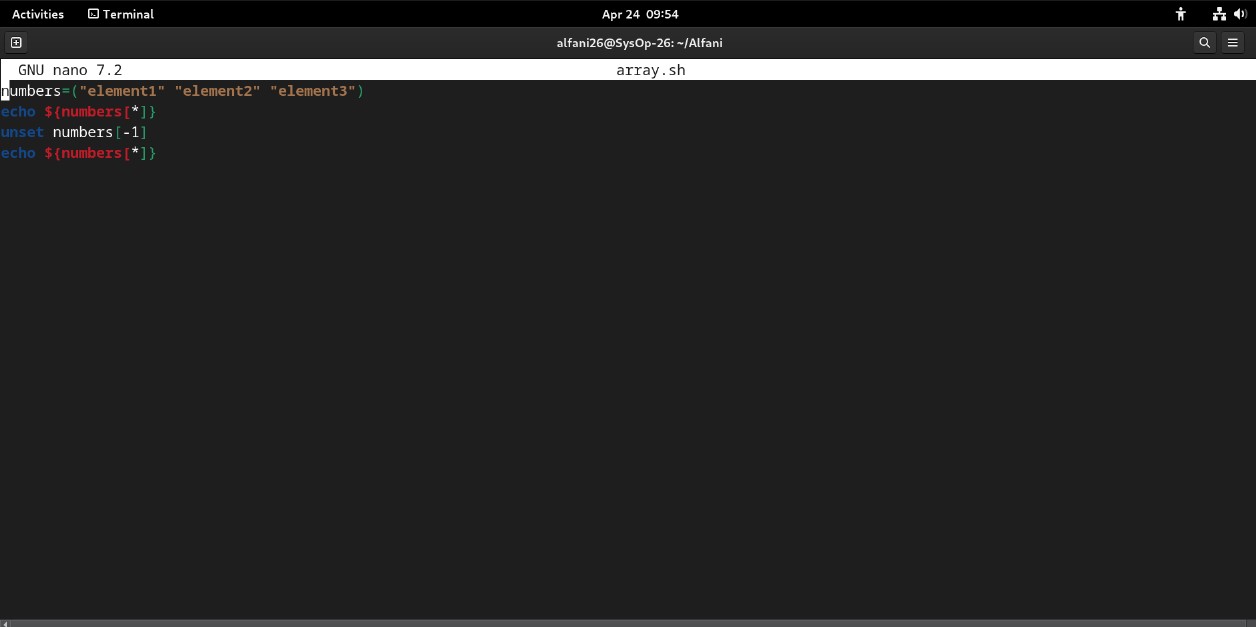 Activities Terminal Apr 24 09:54
alfani26@SysOp-26: ~/Alfani
GNU nano 7.2 array.sh
numbers=("element1" "element2" "element3")
echo ${numbers[*]}
unset numbers[-1]
echo ${numbers[*]}